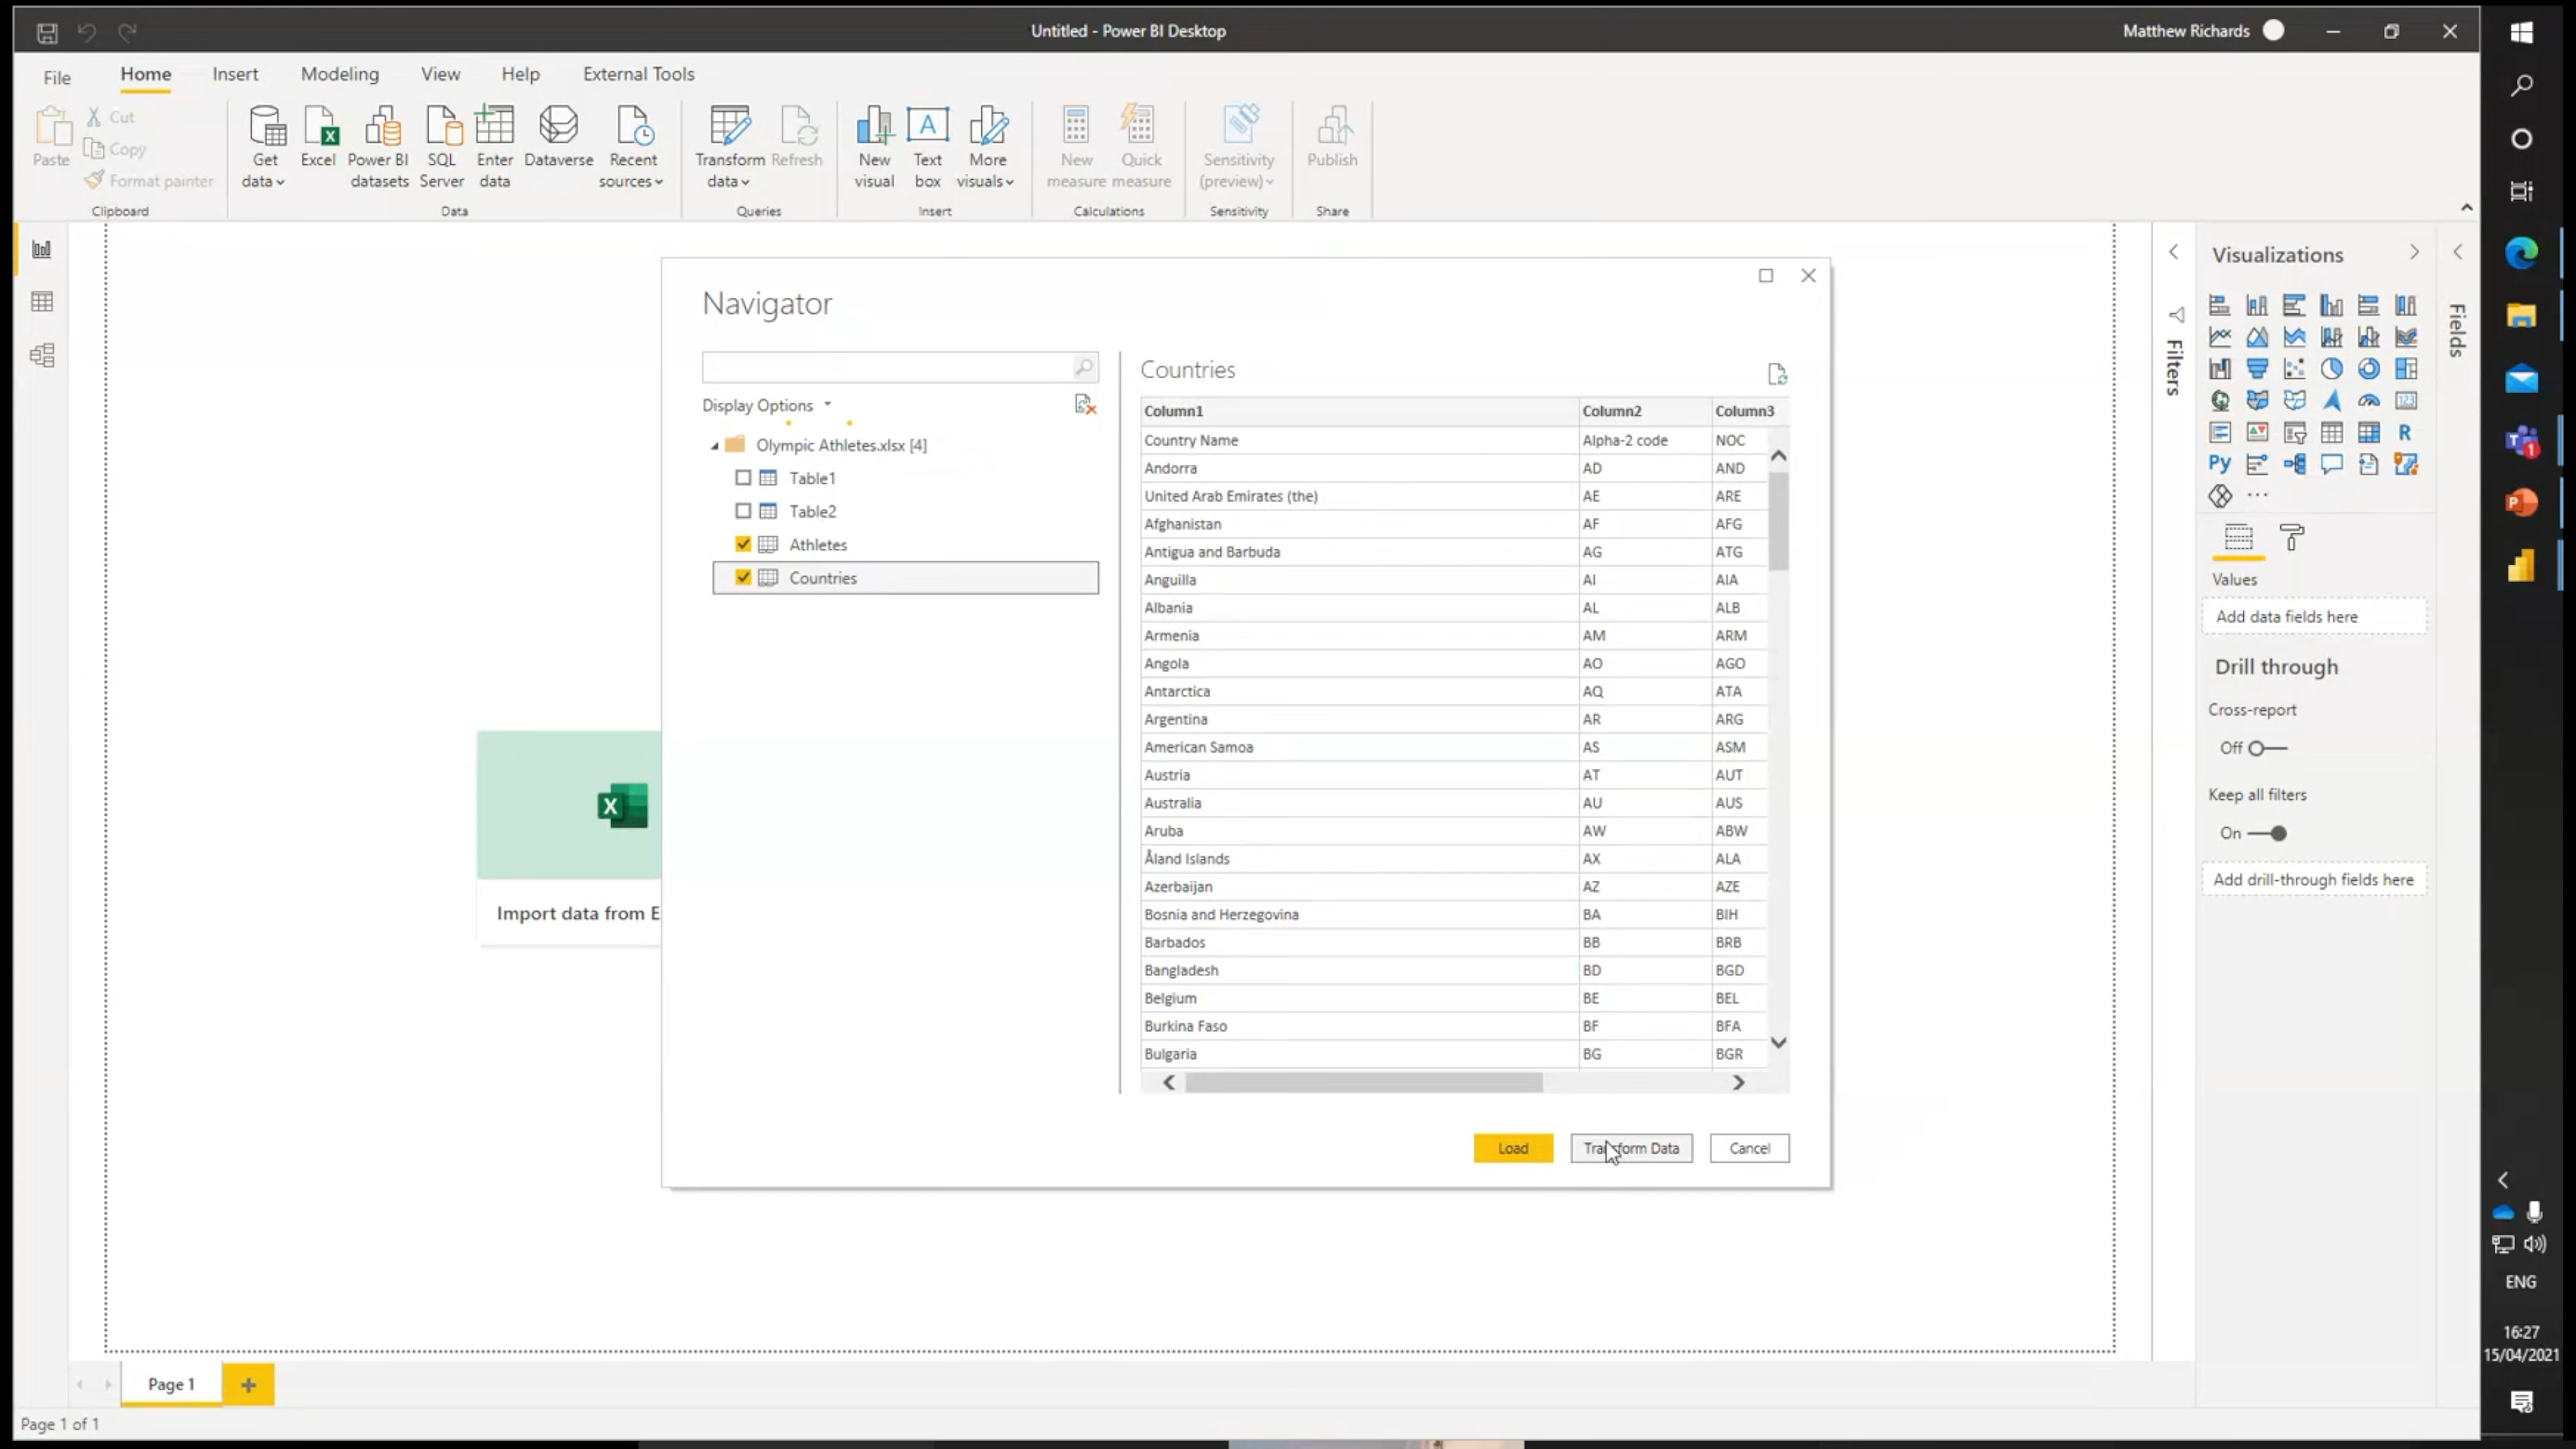 Untitled - Power BI Desktop
Matthew Richards
File Home Insert Modeling View Help External Tools
Paste
Cut
Copy
Format painter
Clipboard
Get data
Excel
Power BI datasets
SQL Server
Enter data
Dataverse
Recent sources
Data
Transform data
Refresh
Queries
New visual
Text box
More visuals
Insert
New measure
Quick measure
Calculations
Sensitivity (preview)
Sensitivity
Publish
Share
Navigator
Display Options
Olympic Athletes.xlsx [4]
Table1
Table2
Athletes
Countries
Countries
Column1 Column2 Column3
Country Name Alpha-2 code NOC
Andorra AD AND
United Arab Emirates (the) AE ARE
Afghanistan AF AFG
Antigua and Barbuda AG ATG
Anguilla AI AIA
Albania AL ALB
Armenia AM ARM
Angola AO AGO
Antarctica AQ ATA
Argentina AR ARG
American Samoa AS ASM
Austria AT AUT
Australia AU AUS
Aruba AW ABW
Åland Islands AX ALA
Azerbaijan AZ AZE
Bosnia and Herzegovina BA BIH
Barbados BB BRB
Bangladesh BD BGD
Belgium BE BEL
Burkina Faso BF BFA
Bulgaria BG BGR
Load Transform Data Cancel
Import data from E
Filters
Visualizations
R
Py
Values
Add data fields here
Drill through
Cross-report
Off
Keep all filters
On
Add drill-through fields here
Fields
Page 1
Page 1 of 1
ENG
16:27
15/04/2021